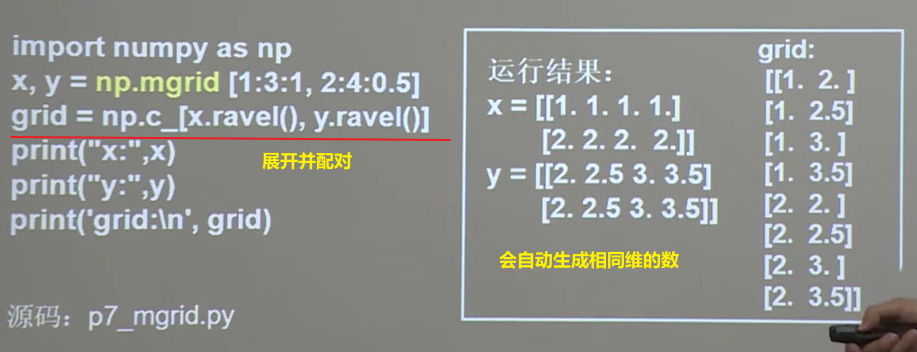 import numpy as np
x, y = np.mgrid [1:3:1, 2:4:0.5]
grid = np.c_[x.ravel(), y.ravel()]
展开并配对
print("x:",x)
print("y:",y)
print('grid:\n', grid)
源码：p7_mgrid.py
运行结果：
x = [[1. 1. 1. 1.]
[2. 2. 2.  2.]]
y = [[2. 2.5 3. 3.5]
[2. 2.5 3. 3.5]]
会自动生成相同维的数
grid:
[[1.  2. ]
[1.  2.5]
[1.  3. ]
[1.  3.5]
[2.  2. ]
[2.  2.5]
[2.  3. ]
[2.  3.5]]